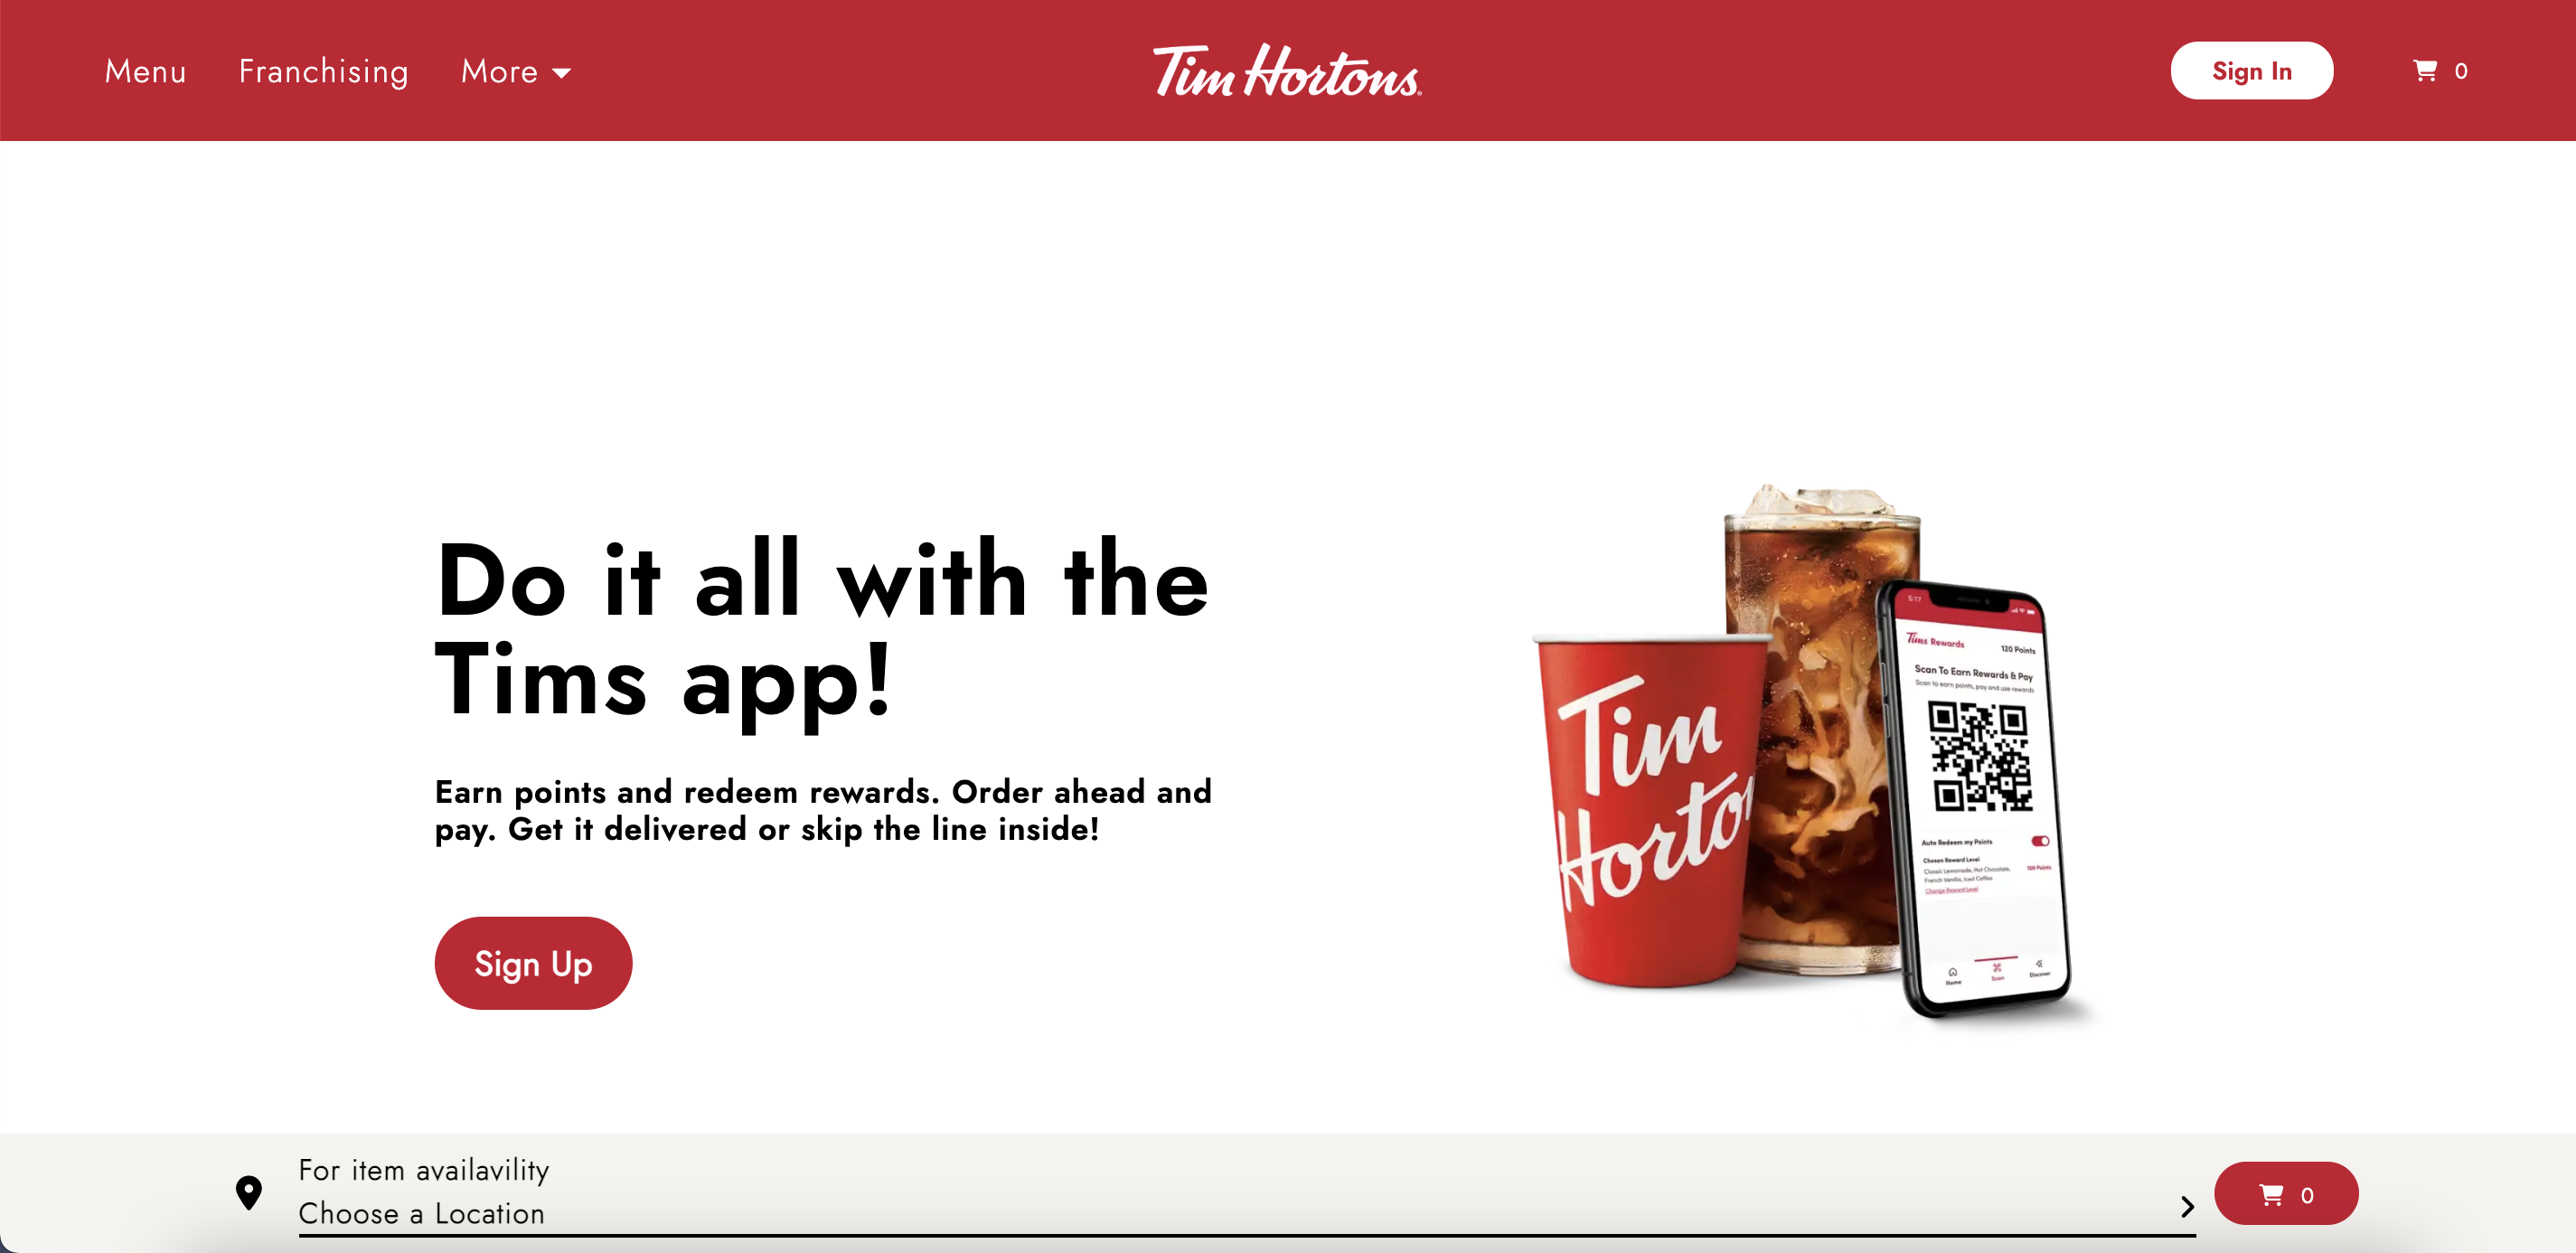 Menu
Franchising
More
Tim Hortons
Sign In
0
Do it all with the
Tims app!
Earn points and redeem rewards. Order ahead and
pay. Get it delivered or skip the line inside!
Sign Up
Tim
Horto
5:17
Tims Rewards
120 Points
Scan To Earn Rewards & Pay
Scan to earn points, pay and use rewards
Auto Redeem my Points
Chosen Reward Level
Classic Lemonade, Hot Chocolate,
French Vanilla, Iced Coffee
100 Points
Change Reward Level
Home
Scan
Discover
For item availavility
Choose a Location
0